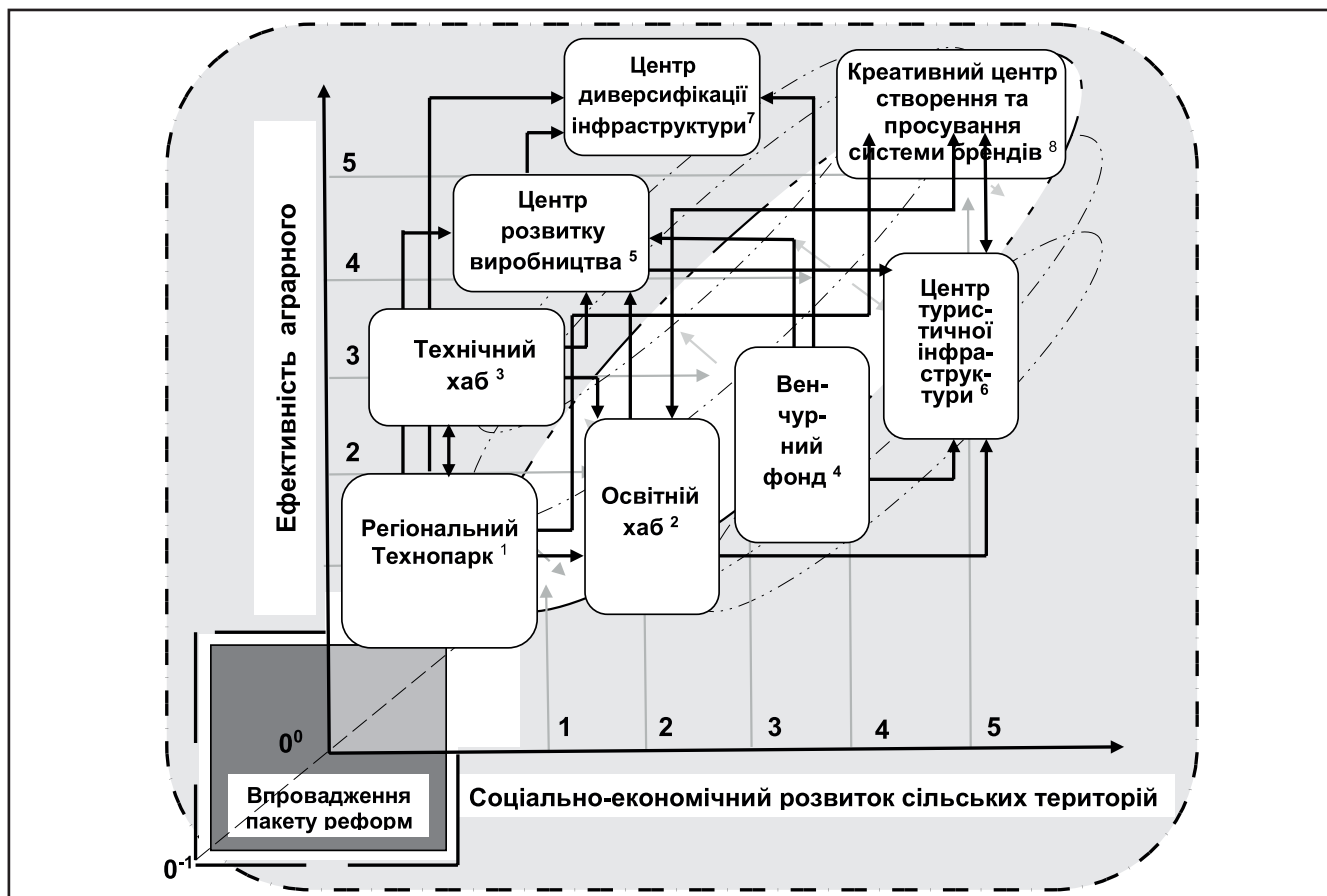 Центр
диверсифікації
інфраструктури7
Креативний центр
створення та
просування
системи брендів 8
5
Центр
розвитку
виробництва 5
4
Центр
турис-
тичної
інфра-
струк-
тури 6
Ефективність аграрного
3
Технічний
хаб 3
Вен-
чур-
ний
фонд 4
2
Освітній
хаб 2
Регіональний
Технопарк 1
1
2
3
4
5
0⁰
Впровадження
пакету реформ
Соціально-економічний розвиток сільських територій
0⁻¹